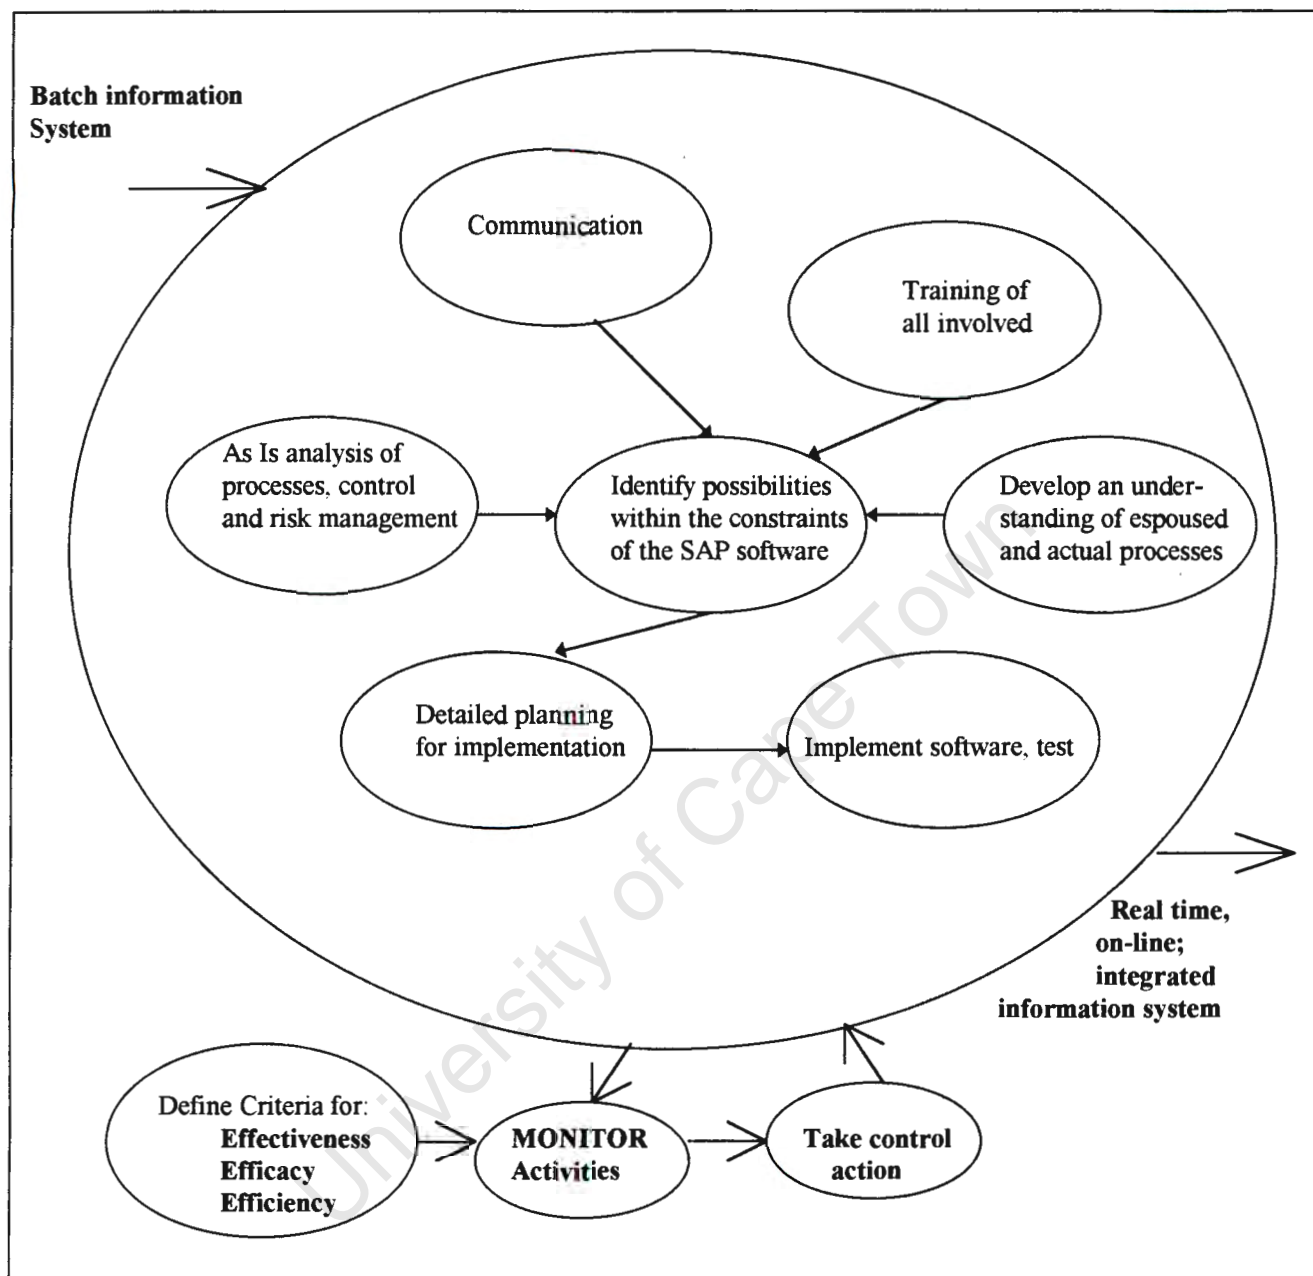 Batch information
System
Communication
Training of
all involved
As Is analysis of
processes, control
and risk management
Identify possibilities
within the constraints
of the SAP software
Develop an under-
standing of espoused
and actual processes
Detailed planning
for implementation
Implement software, test
Real time,
on-line;
integrated
information system
Define Criteria for:
Effectiveness
Efficacy
Efficiency
MONITOR
Activities
Take control
action
University of Cape Town